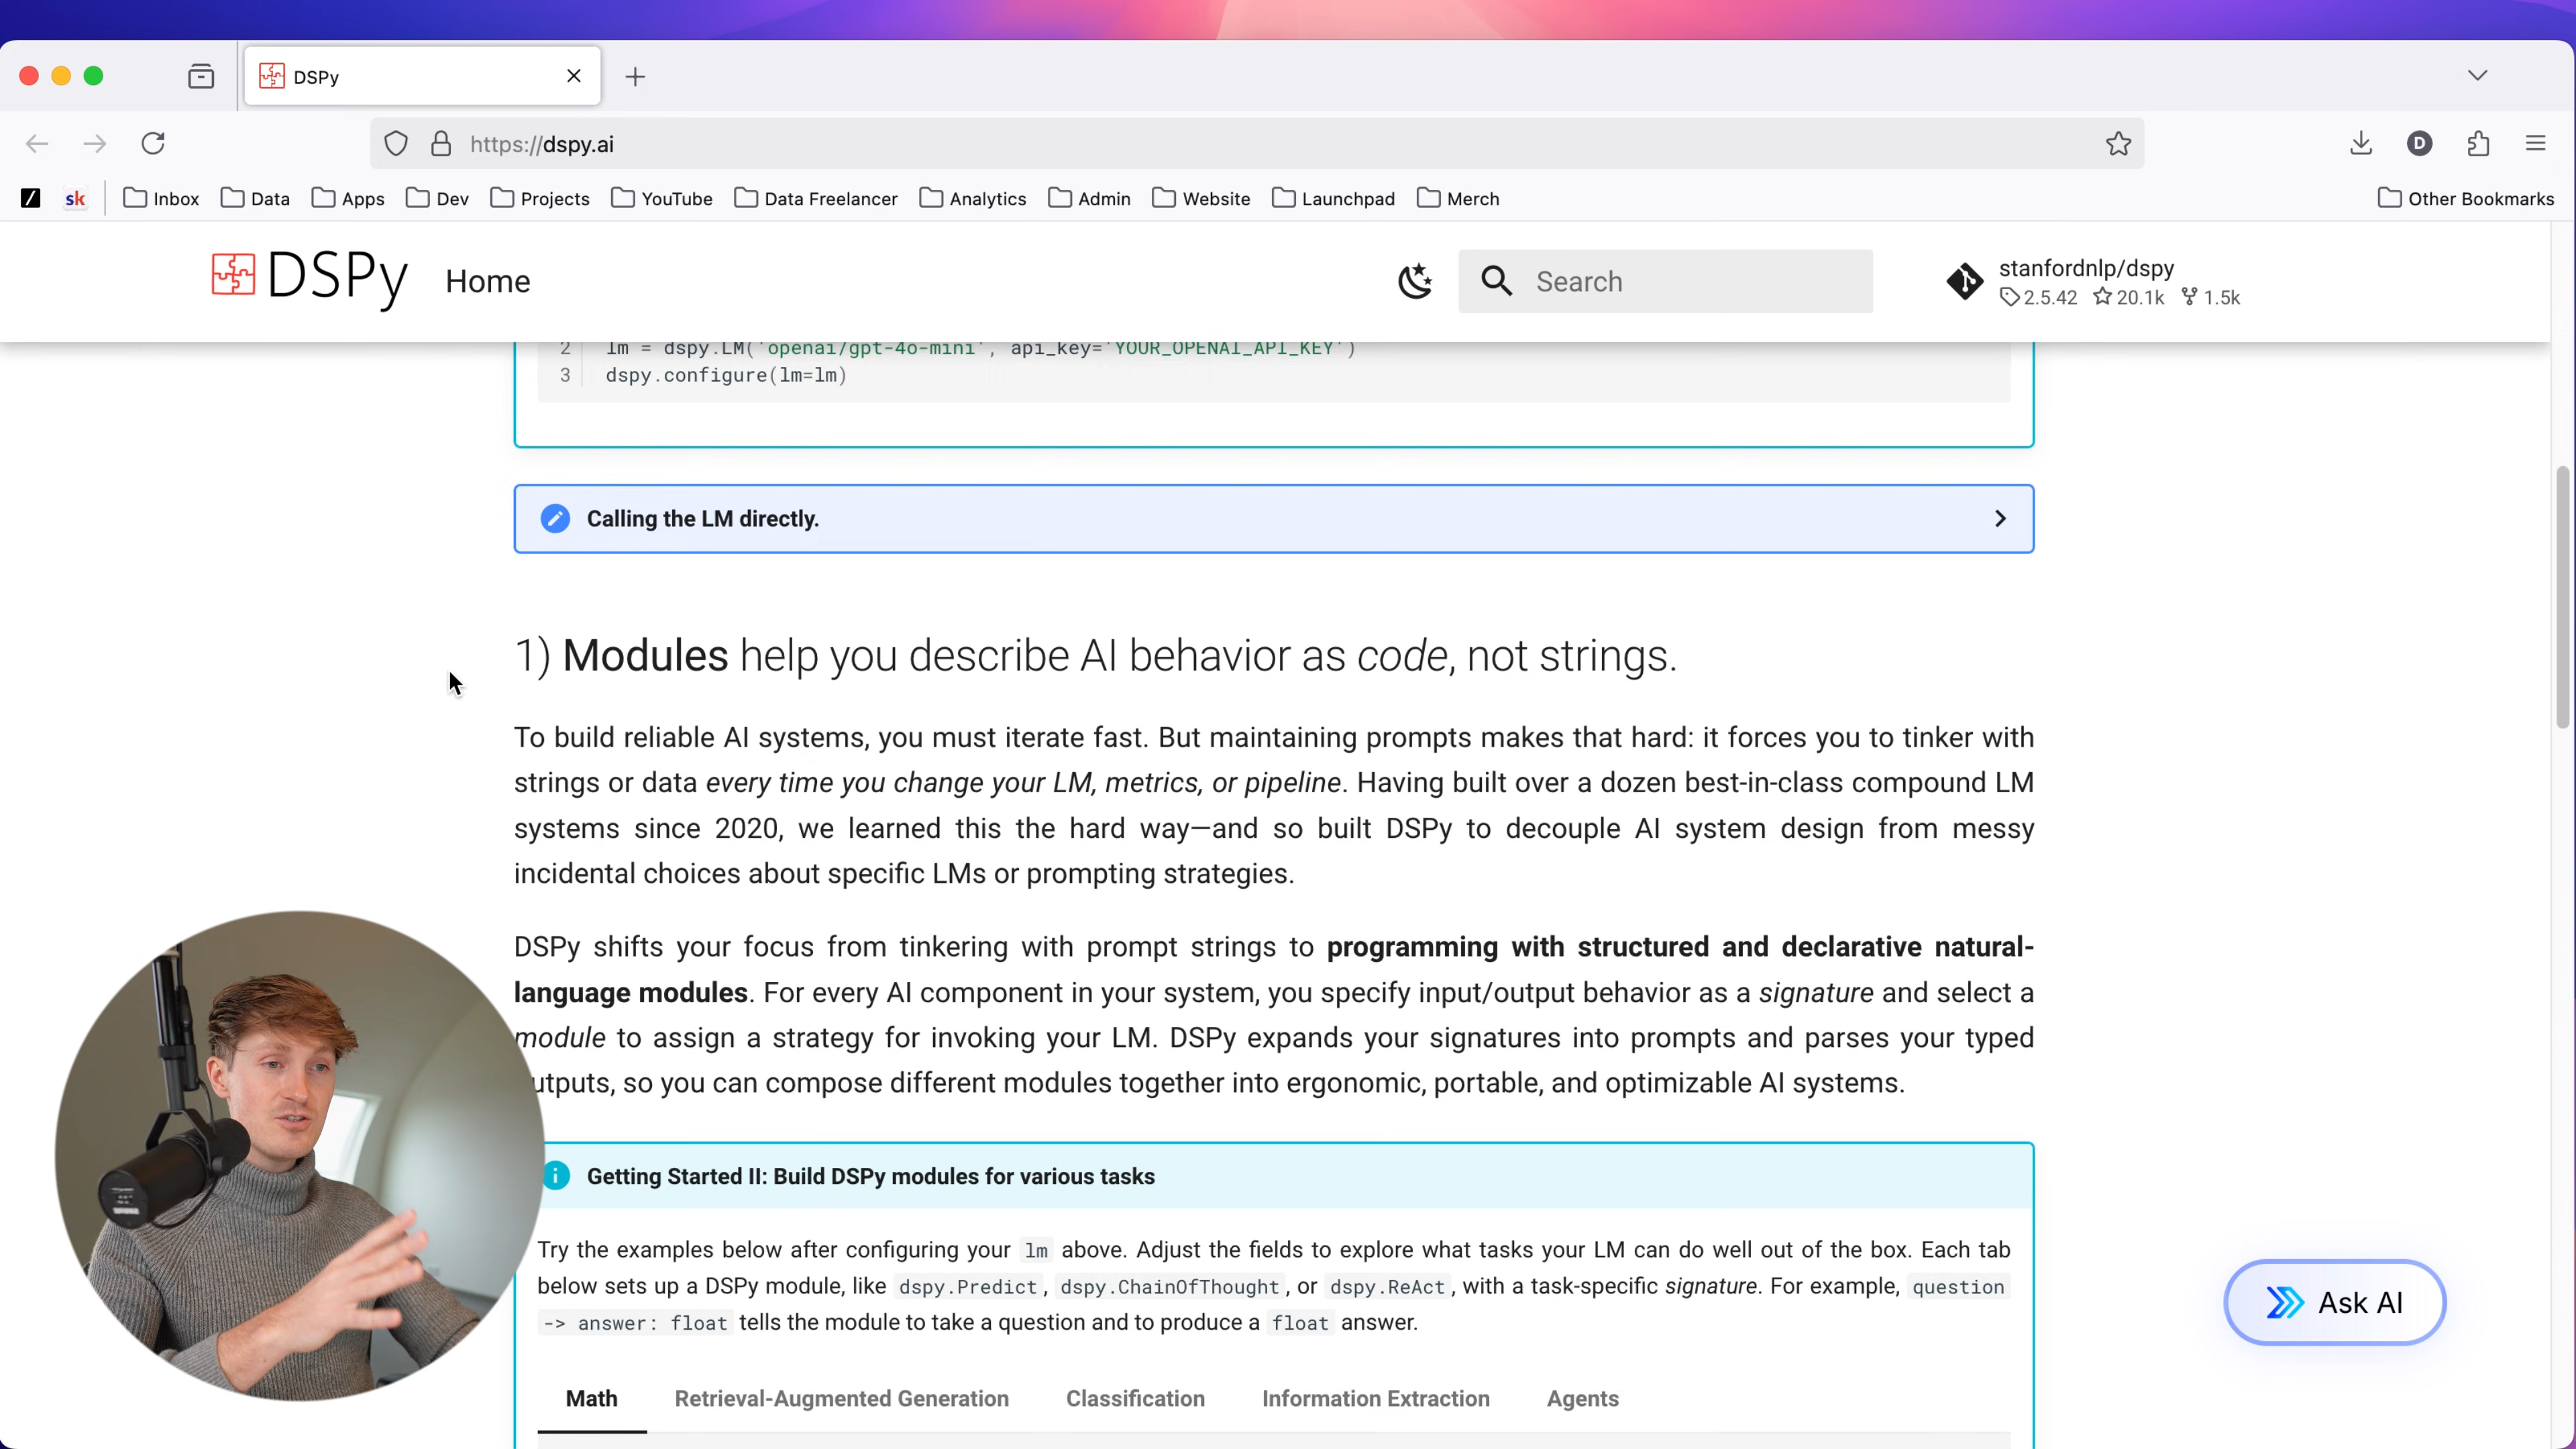 DSPy
https://dspy.ai
sk
Inbox
Data
Apps
Dev
Projects
YouTube
Data Freelancer
Analytics
Admin
Website
Launchpad
Merch
Other Bookmarks
D
DSPy
Home
Search
stanfordnlp/dspy
2.5.42 20.1k 1.5k
2 lm = dspy.LM('openai/gpt-4o-mini', api_key='YOUR_OPENAI_API_KEY')
3 dspy.configure(lm=lm)
Calling the LM directly.
1) Modules help you describe AI behavior as code, not strings.
To build reliable AI systems, you must iterate fast. But maintaining prompts makes that hard: it forces you to tinker with
strings or data every time you change your LM, metrics, or pipeline. Having built over a dozen best-in-class compound LM
systems since 2020, we learned this the hard way—and so built DSPy to decouple AI system design from messy
incidental choices about specific LMs or prompting strategies.
DSPy shifts your focus from tinkering with prompt strings to programming with structured and declarative natural-
language modules. For every AI component in your system, you specify input/output behavior as a signature and select a
module to assign a strategy for invoking your LM. DSPy expands your signatures into prompts and parses your typed
utputs, so you can compose different modules together into ergonomic, portable, and optimizable AI systems.
Getting Started II: Build DSPy modules for various tasks
Try the examples below after configuring your lm above. Adjust the fields to explore what tasks your LM can do well out of the box. Each tab
below sets up a DSPy module, like dspy.Predict, dspy.ChainOfThought, or dspy.ReAct, with a task-specific signature. For example, question
-> answer: float tells the module to take a question and to produce a float answer.
Math
Retrieval-Augmented Generation
Classification
Information Extraction
Agents
Ask AI